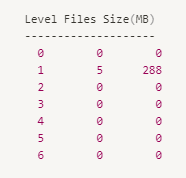 Level Files Size(MB)
--------------------
0 0 0
1 5 288
2 0 0
3 0 0
4 0 0
5 0 0
6 0 0